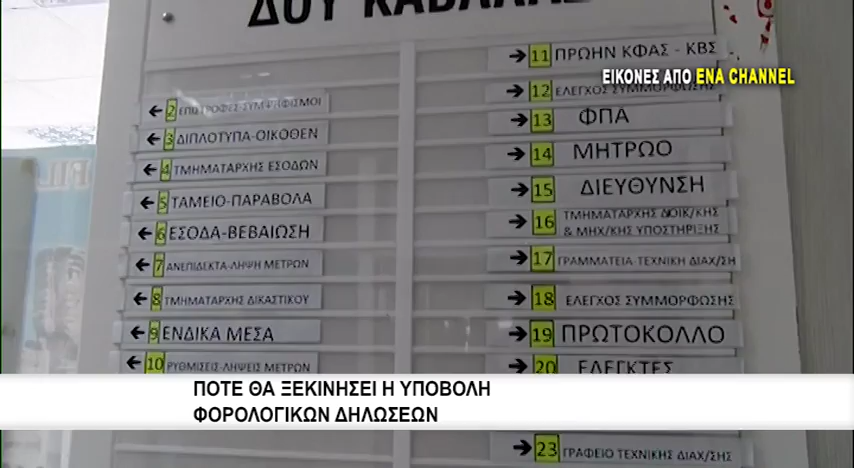 ΔΟΥ ΚΑΒΑΛΑΣ
← 2 ΕΠΙΣΤΡΟΦΕΣ-ΣΥΜΨΗΦΙΣΜΟΙ
← 3 ΔΙΠΛΟΤΥΠΑ-ΟΙΚΟΘΕΝ
← 4 ΤΜΗΜΑΤΑΡΧΗΣ ΕΣΟΔΩΝ
← 5 ΤΑΜΕΙΟ-ΠΑΡΑΒΟΛΑ
← 6 ΕΣΟΔΑ-ΒΕΒΑΙΩΣΗ
← 7 ΑΝΕΠΙΔΕΚΤΑ-ΛΗΨΗ ΜΕΤΡΩΝ
← 8 ΤΜΗΜΑΤΑΡΧΗΣ ΔΙΚΑΣΤΙΚΟΥ
← 9 ΕΝΔΙΚΑ ΜΕΣΑ
← 10 ΡΥΘΜΙΣΕΙΣ-ΛΗΨΕΙΣ ΜΕΤΡΩΝ
→ 11 ΠΡΩΗΝ ΚΦΑΣ - ΚΒΣ
→ 12 ΕΛΕΓΧΟΣ ΣΥΜΜΟΡΦΩΣΗΣ
→ 13 ΦΠΑ
→ 14 ΜΗΤΡΩΟ
→ 15 ΔΙΕΥΘΥΝΣΗ
→ 16 ΤΜΗΜΑΤΑΡΧΗΣ ΔΙΟΙΚ/ΚΗΣ
& ΜΗΧ/ΚΗΣ ΥΠΟΣΤΗΡΙΞΗΣ
→ 17 ΓΡΑΜΜΑΤΕΙΑ-ΤΕΧΝΙΚΗ ΔΙΑΧ/ΣΗ
→ 18 ΕΛΕΓΧΟΣ ΣΥΜΜΟΡΦΩΣΗΣ
→ 19 ΠΡΩΤΟΚΟΛΛΟ
→ 20 ΕΛΕΓΚΤΕΣ
→ 23 ΓΡΑΦΕΙΟ ΤΕΧΝΙΚΗΣ ΔΙΑΧ/ΣΗΣ
ΕΙΚΟΝΕΣ ΑΠΟ ENA CHANNEL
ΠΟΤΕ ΘΑ ΞΕΚΙΝΗΣΕΙ Η ΥΠΟΒΟΛΗ
ΦΟΡΟΛΟΓΙΚΩΝ ΔΗΛΩΣΕΩΝ